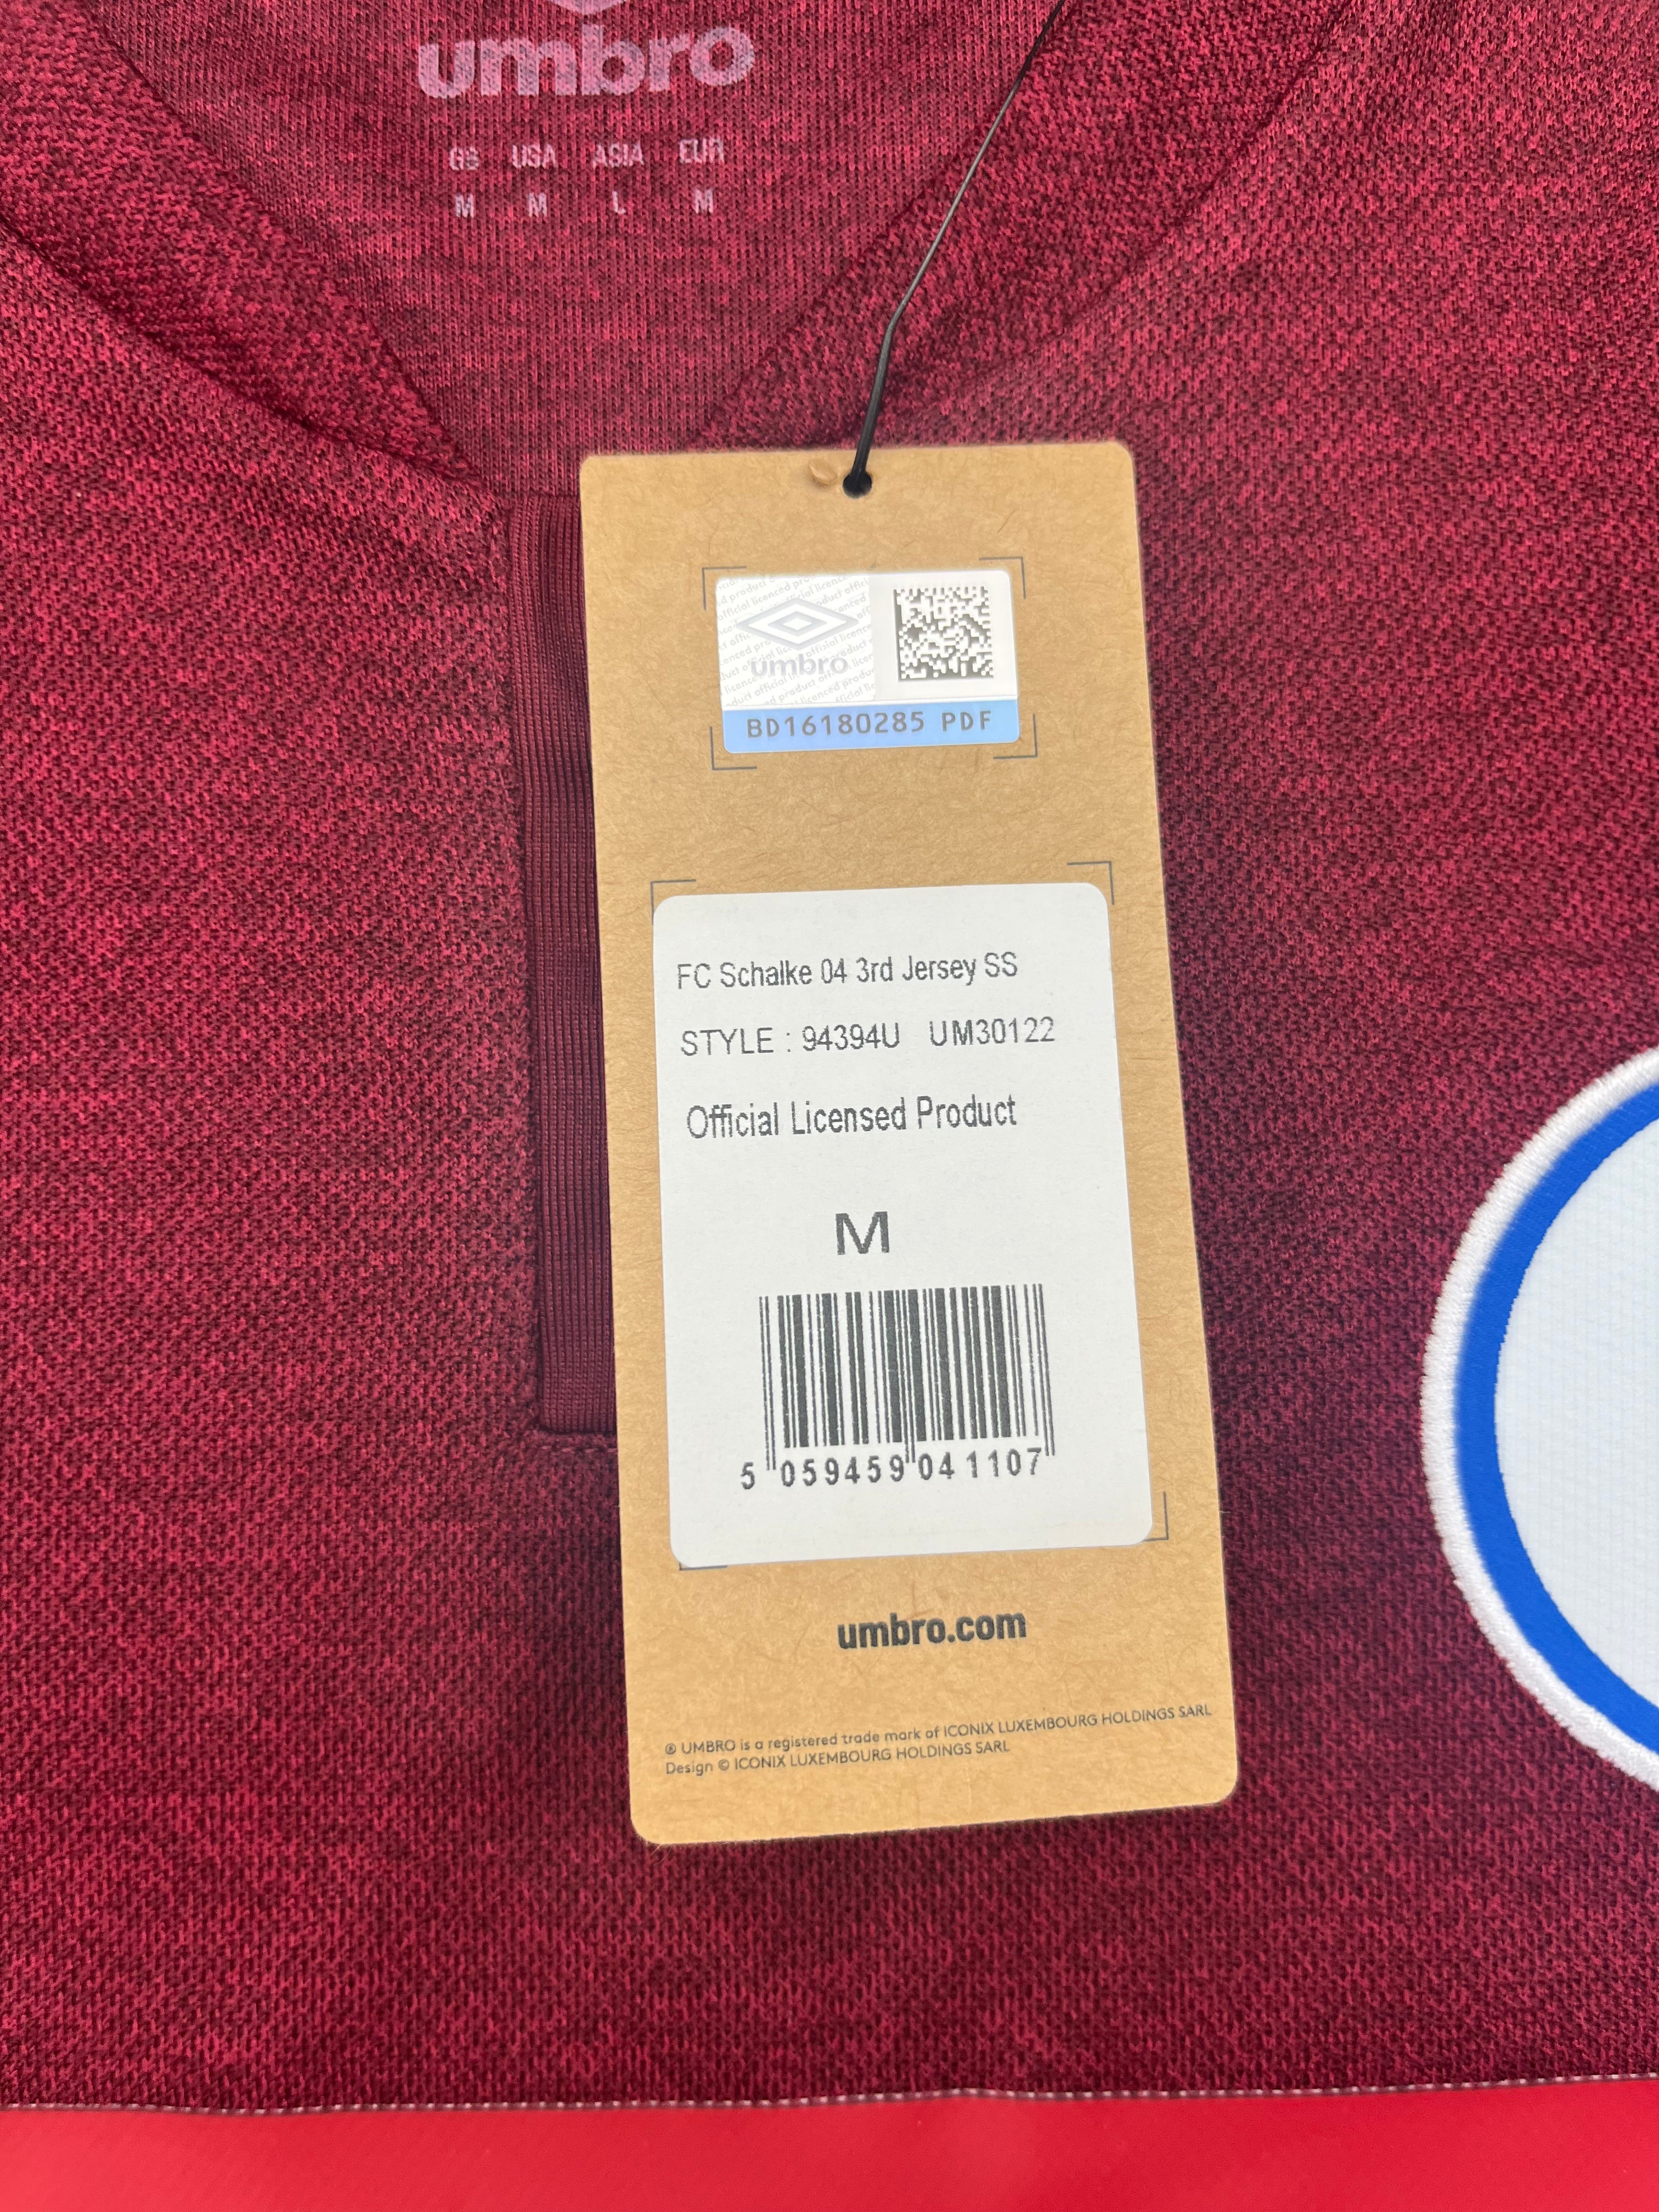 umbro
GB USA ASIA EUR
M M L M
umbro
BD16180285 PDF
FC Schalke 04 3rd Jersey SS
STYLE : 94394U UM30122
Official Licensed Product
M
5 059459 041107
umbro.com
® UMBRO is a registered trade mark of ICONIX LUXEMBOURG HOLDINGS SARL
Design © ICONIX LUXEMBOURG HOLDINGS SARL